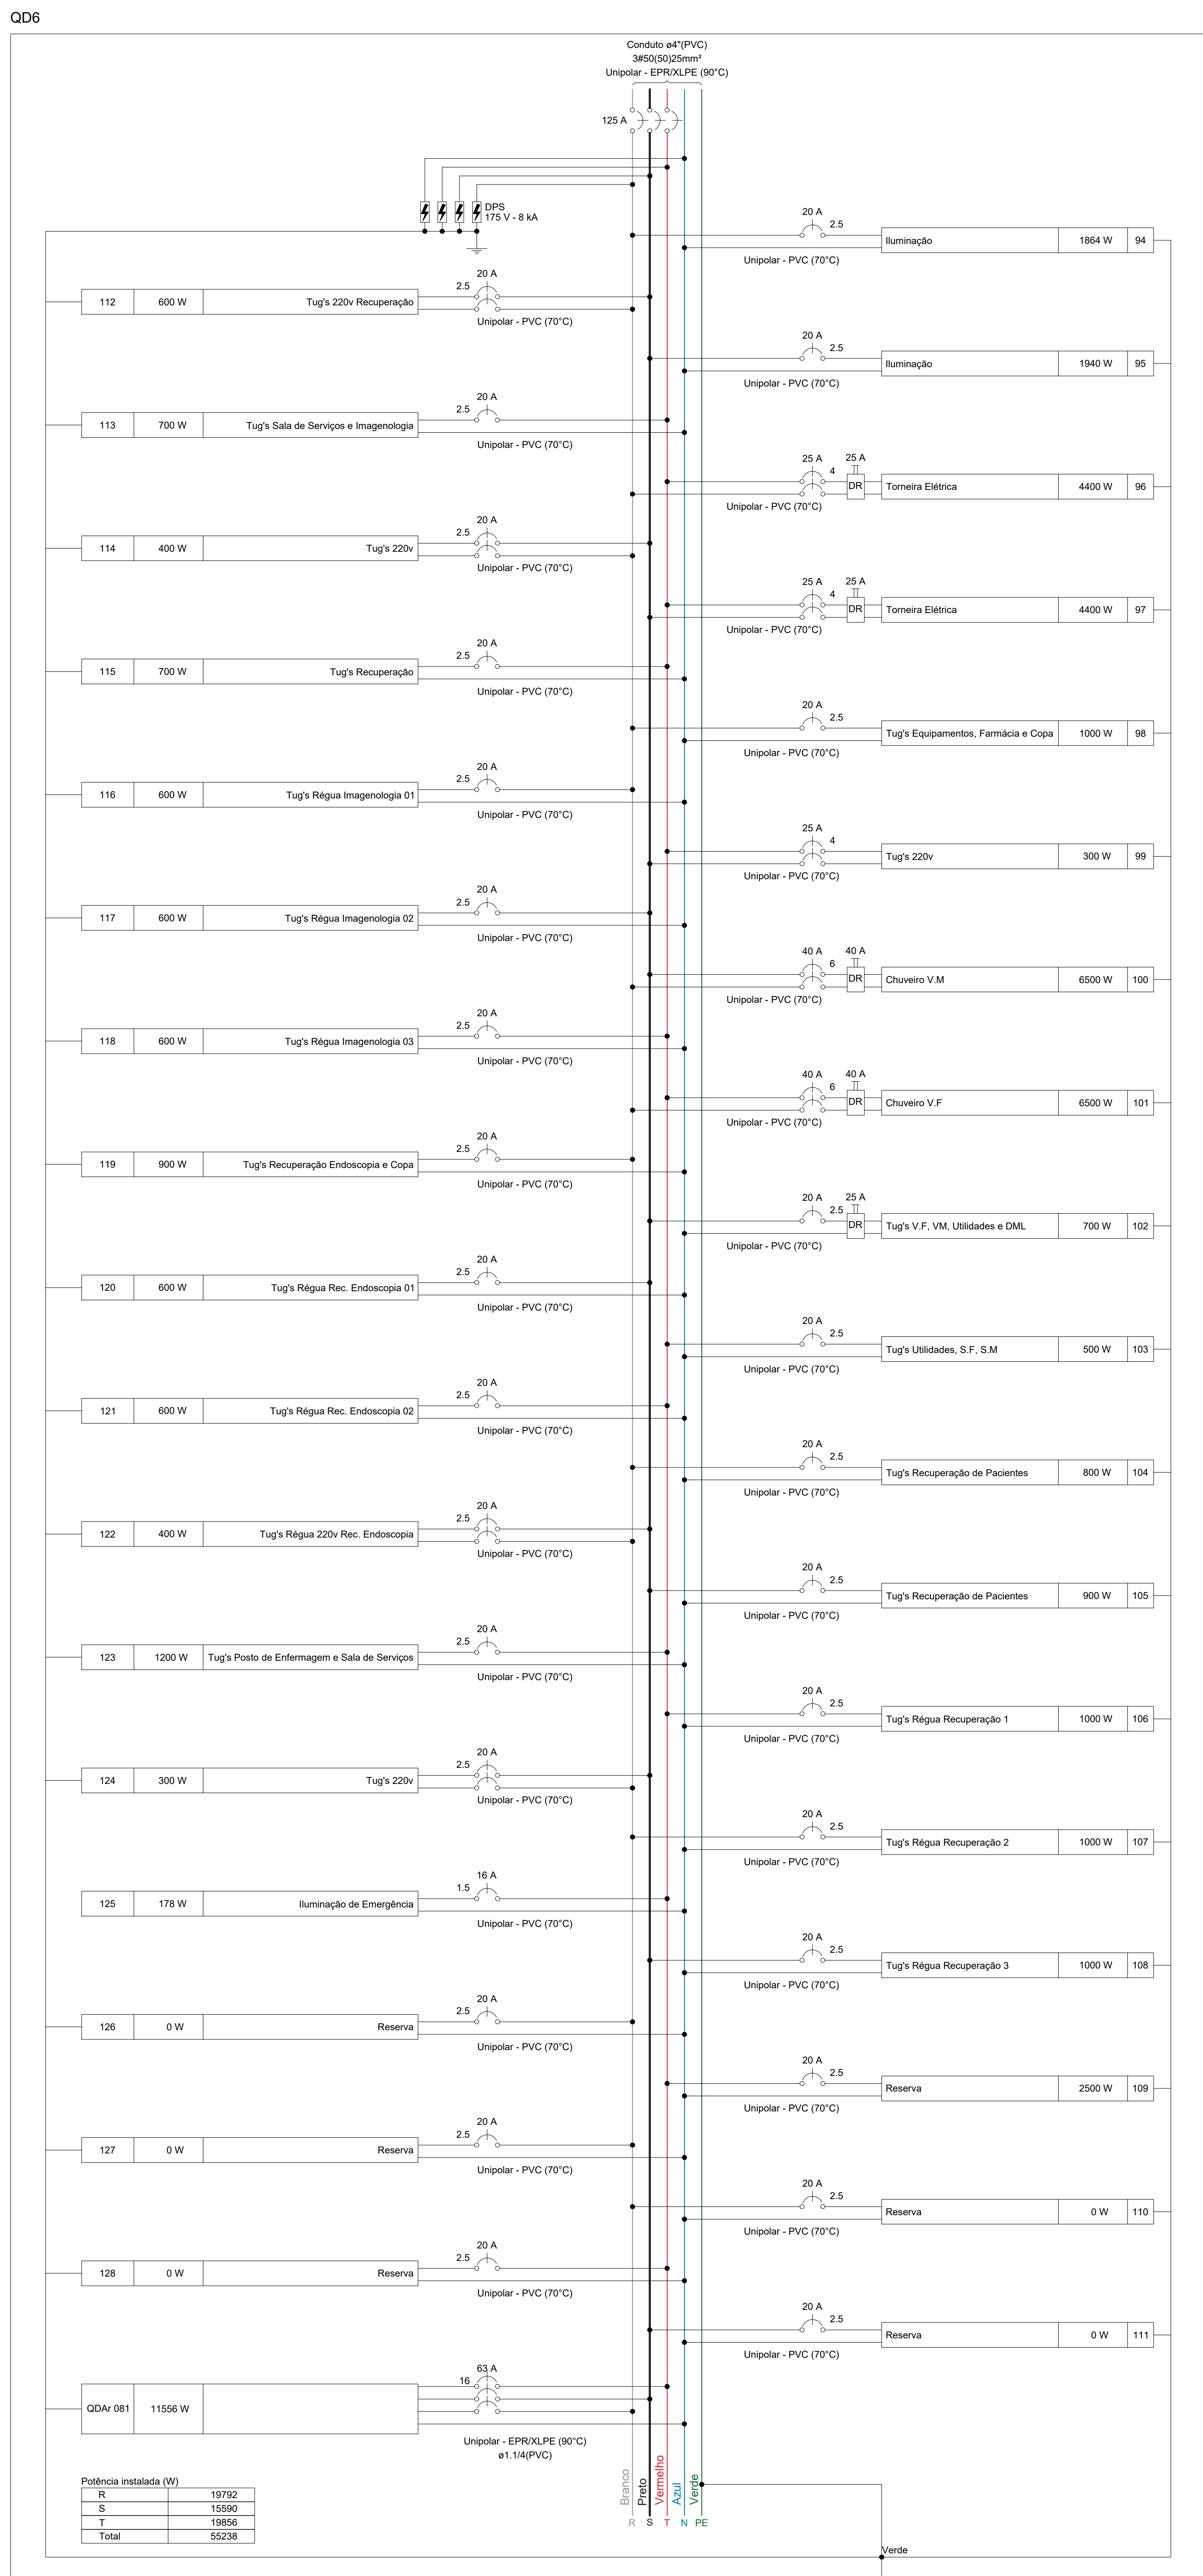 QD6
Conduto ø4"(PVC)
3#50(50)25mm²
Unipolar - EPR/XLPE (90°C)
125 A
DPS
175 V - 8 kA
20 A
2.5
Iluminação 1864 W 94
Unipolar - PVC (70°C)
20 A
2.5
112 600 W Tug's 220v Recuperação
Unipolar - PVC (70°C)
20 A
2.5
Iluminação 1940 W 95
Unipolar - PVC (70°C)
20 A
2.5
113 700 W Tug's Sala de Serviços e Imagenologia
Unipolar - PVC (70°C)
25 A 25 A
4
DR
Torneira Elétrica 4400 W 96
Unipolar - PVC (70°C)
20 A
2.5
114 400 W Tug's 220v
Unipolar - PVC (70°C)
25 A 25 A
4
DR
Torneira Elétrica 4400 W 97
Unipolar - PVC (70°C)
20 A
2.5
115 700 W Tug's Recuperação
Unipolar - PVC (70°C)
20 A
2.5
Tug's Equipamentos, Farmácia e Copa 1000 W 98
Unipolar - PVC (70°C)
20 A
2.5
116 600 W Tug's Régua Imagenologia 01
Unipolar - PVC (70°C)
25 A
4
Tug's 220v 300 W 99
Unipolar - PVC (70°C)
20 A
2.5
117 600 W Tug's Régua Imagenologia 02
Unipolar - PVC (70°C)
40 A 40 A
6
DR
Chuveiro V.M 6500 W 100
Unipolar - PVC (70°C)
20 A
2.5
118 600 W Tug's Régua Imagenologia 03
Unipolar - PVC (70°C)
40 A 40 A
6
DR
Chuveiro V.F 6500 W 101
Unipolar - PVC (70°C)
20 A
2.5
119 900 W Tug's Recuperação Endoscopia e Copa
Unipolar - PVC (70°C)
20 A 25 A
2.5
DR
Tug's V.F, VM, Utilidades e DML 700 W 102
Unipolar - PVC (70°C)
20 A
2.5
120 600 W Tug's Régua Rec. Endoscopia 01
Unipolar - PVC (70°C)
20 A
2.5
Tug's Utilidades, S.F, S.M 500 W 103
Unipolar - PVC (70°C)
20 A
2.5
121 600 W Tug's Régua Rec. Endoscopia 02
Unipolar - PVC (70°C)
20 A
2.5
Tug's Recuperação de Pacientes 800 W 104
Unipolar - PVC (70°C)
20 A
2.5
122 400 W Tug's Régua 220v Rec. Endoscopia
Unipolar - PVC (70°C)
20 A
2.5
Tug's Recuperação de Pacientes 900 W 105
Unipolar - PVC (70°C)
20 A
2.5
123 1200 W Tug's Posto de Enfermagem e Sala de Serviços
Unipolar - PVC (70°C)
20 A
2.5
Tug's Régua Recuperação 1 1000 W 106
Unipolar - PVC (70°C)
20 A
2.5
124 300 W Tug's 220v
Unipolar - PVC (70°C)
20 A
2.5
Tug's Régua Recuperação 2 1000 W 107
Unipolar - PVC (70°C)
16 A
1.5
125 178 W Iluminação de Emergência
Unipolar - PVC (70°C)
20 A
2.5
Tug's Régua Recuperação 3 1000 W 108
Unipolar - PVC (70°C)
20 A
2.5
126 0 W Reserva
Unipolar - PVC (70°C)
20 A
2.5
Reserva 2500 W 109
Unipolar - PVC (70°C)
20 A
2.5
127 0 W Reserva
Unipolar - PVC (70°C)
20 A
2.5
Reserva 0 W 110
Unipolar - PVC (70°C)
20 A
2.5
128 0 W Reserva
Unipolar - PVC (70°C)
20 A
2.5
Reserva 0 W 111
Unipolar - PVC (70°C)
63 A
16
QDAr 081 11556 W
Unipolar - EPR/XLPE (90°C)
ø1.1/4(PVC)
Branco
Preto
Vermelho
Azul
Verde
R S T N PE
Potência instalada (W)
R 19792
S 15590
T 19856
Total 55238
Verde